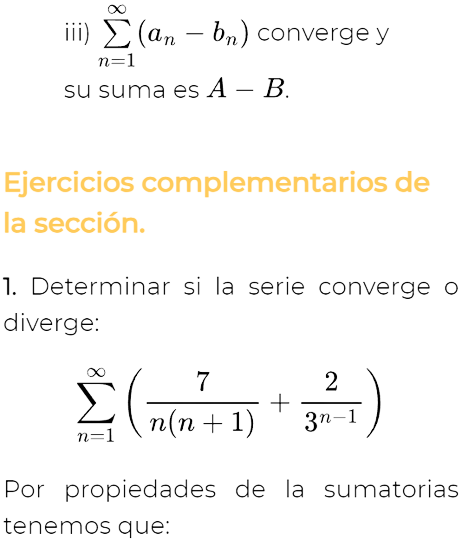 iii) $\sum_{n=1}^{\infty} (a_n - b_n)$ converge y
su suma es $A - B$.
Ejercicios complementarios de
la sección.
1. Determinar si la serie converge o
diverge:
$\sum_{n=1}^{\infty} \left( \frac{7}{n(n+1)} + \frac{2}{3^{n-1}} \right)$
Por propiedades de la sumatorias
tenemos que: